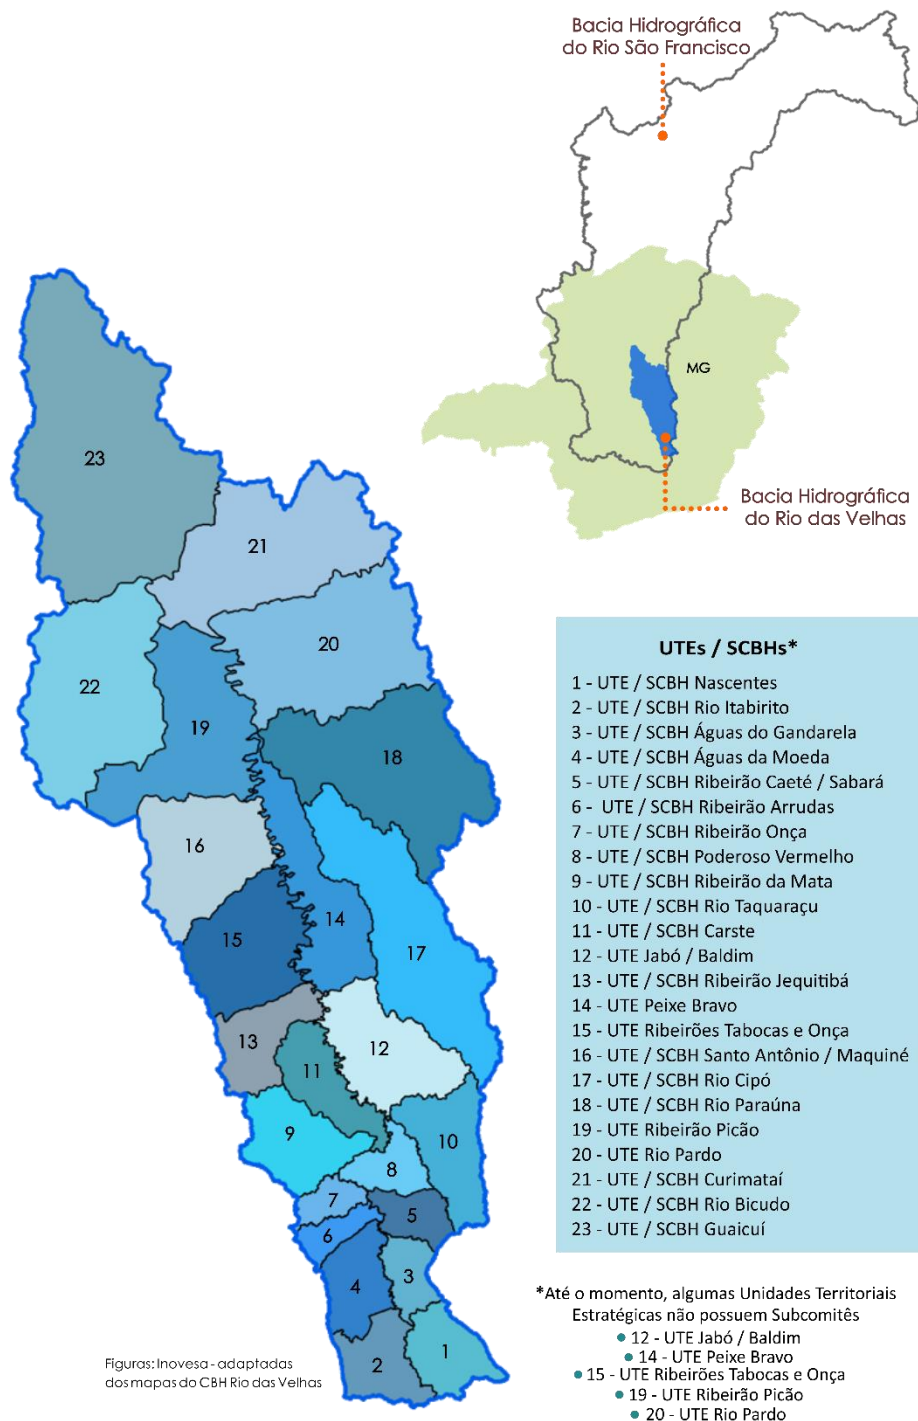 Bacia Hidrográfica
do Rio São Francisco
MG
Bacia Hidrográfica
do Rio das Velhas
23
21
20
22
19
18
16
14
15
17
13
12
11
9
10
8
7
5
6
3
4
1
2
UTEs / SCBHs*
1 - UTE / SCBH Nascentes
2 - UTE / SCBH Rio Itabirito
3 - UTE / SCBH Águas do Gandarela
4 - UTE / SCBH Águas da Moeda
5 - UTE / SCBH Ribeirão Caeté / Sabará
6 - UTE / SCBH Ribeirão Arrudas
7 - UTE / SCBH Ribeirão Onça
8 - UTE / SCBH Poderoso Vermelho
9 - UTE / SCBH Ribeirão da Mata
10 - UTE / SCBH Rio Taquaraçu
11 - UTE / SCBH Carste
12 - UTE Jabó / Baldim
13 - UTE / SCBH Ribeirão Jequitibá
14 - UTE Peixe Bravo
15 - UTE Ribeirões Tabocas e Onça
16 - UTE / SCBH Santo Antônio / Maquiné
17 - UTE / SCBH Rio Cipó
18 - UTE / SCBH Rio Paraúna
19 - UTE Ribeirão Picão
20 - UTE Rio Pardo
21 - UTE / SCBH Curimataí
22 - UTE / SCBH Rio Bicudo
23 - UTE / SCBH Guaicuí
*Até o momento, algumas Unidades Territoriais
Estratégicas não possuem Subcomitês
• 12 - UTE Jabó / Baldim
• 14 - UTE Peixe Bravo
• 15 - UTE Ribeirões Tabocas e Onça
• 19 - UTE Ribeirão Picão
• 20 - UTE Rio Pardo
Figuras: Inovesa - adaptadas
dos mapas do CBH Rio das Velhas